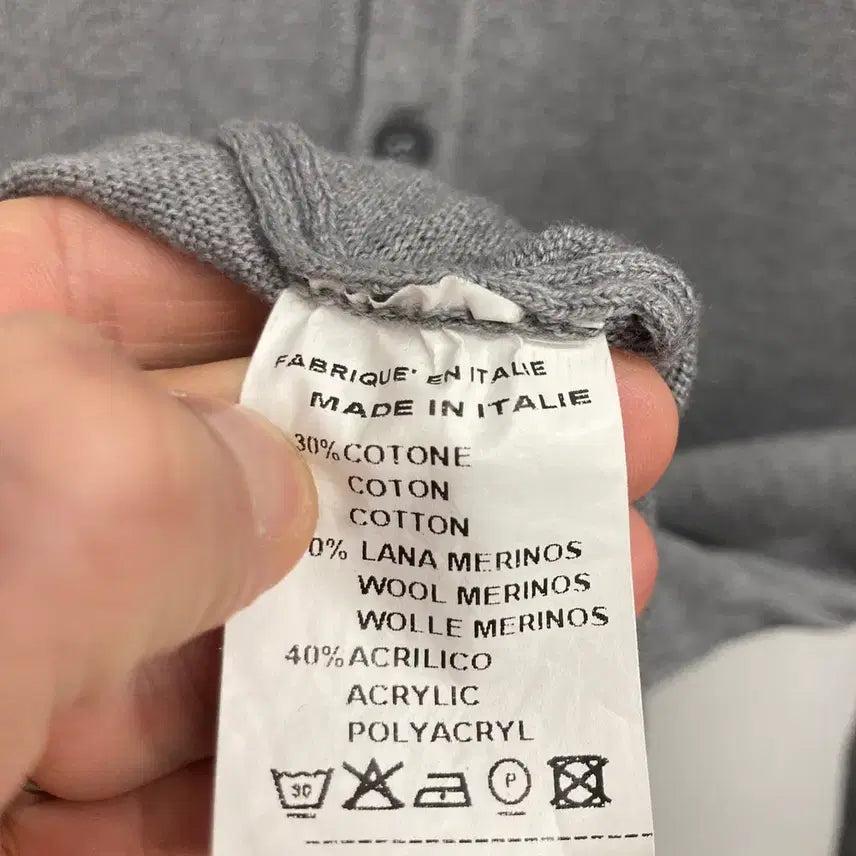 FABRIQUE' EN ITALIE
MADE IN ITALIE
30% COTONE
COTON
COTTON
0% LANA MERINOS
WOOL MERINOS
WOLLE MERINOS
40% ACRILICO
ACRYLIC
POLYACRYL
30
P